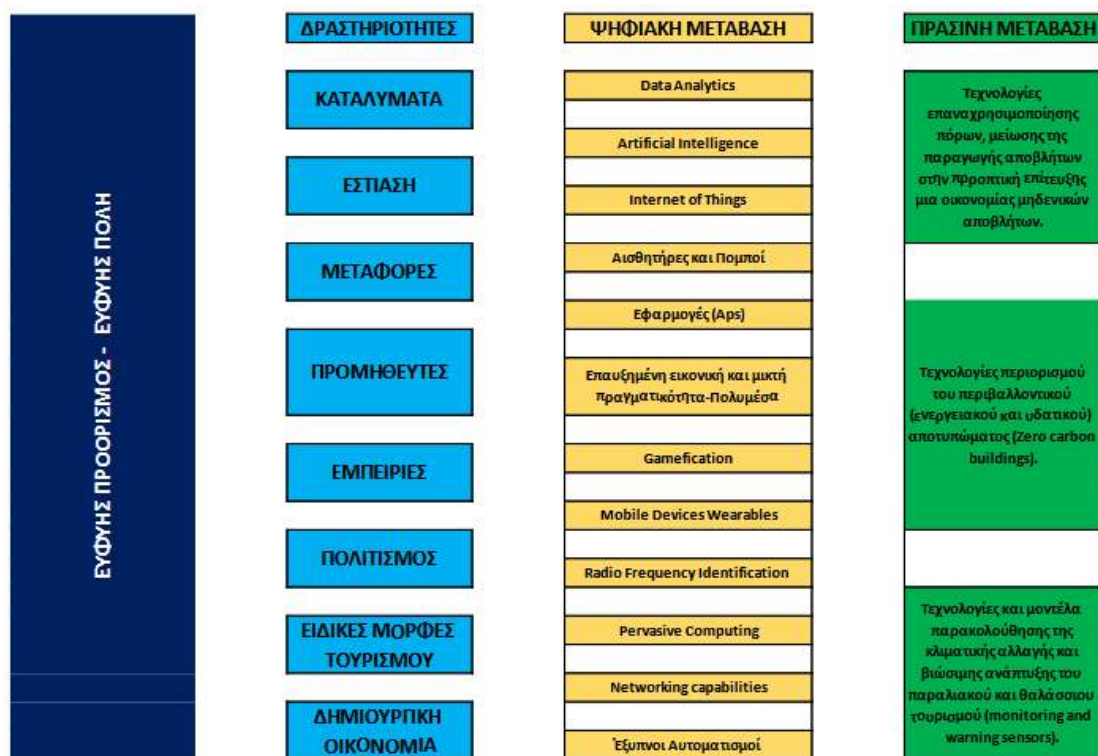 ΕΥΦΥΗΣ ΠΡΟΟΡΙΣΜΟΣ - ΕΥΦΥΗΣ ΠΟΛΗ
ΔΡΑΣΤΗΡΙΟΤΗΤΕΣ
ΚΑΤΑΛΥΜΑΤΑ
ΕΣΤΙΑΣΗ
ΜΕΤΑΦΟΡΕΣ
ΠΡΟΜΗΘΕΥΤΕΣ
ΕΜΠΕΙΡΙΕΣ
ΠΟΛΙΤΙΣΜΟΣ
ΕΙΔΙΚΕΣ ΜΟΡΦΕΣ
ΤΟΥΡΙΣΜΟΥ
ΔΗΜΙΟΥΡΓΙΚΗ
ΟΙΚΟΝΟΜΙΑ
ΨΗΦΙΑΚΗ ΜΕΤΑΒΑΣΗ
Data Analytics
Artificial Intelligence
Internet of Things
Αισθητήρες και Πομποί
Εφαρμογές (Aps)
Επαυξημένη εικονική και μικτή
πραγματικότητα-Πολυμέσα
Gamefication
Mobile Devices Wearables
Radio Frequency Identification
Pervasive Computing
Networking capabilities
Έξυπνοι Αυτοματισμοί
ΠΡΑΣΙΝΗ ΜΕΤΑΒΑΣΗ
Τεχνολογίες
επαναχρησιμοποίησης
πόρων, μείωσης της
παραγωγής αποβλήτων
στην πρροπτική επίτευξης
μια οικονομίας μηδενικών
αποβλήτων.
Τεχνολογίες περιορισμού
του περιβαλλοντικού
(ενεργειακού και υδατικού)
αποτυπώματος (Zero carbon
buildings).
Τεχνολογίες και μοντέλα
παρακολούθησης της
κλιματικής αλλαγής και
βιώσιμης ανάπτυξης του
παραλιακού και θαλάσσιου
τουρισμού (monitoring and
warning sensors).